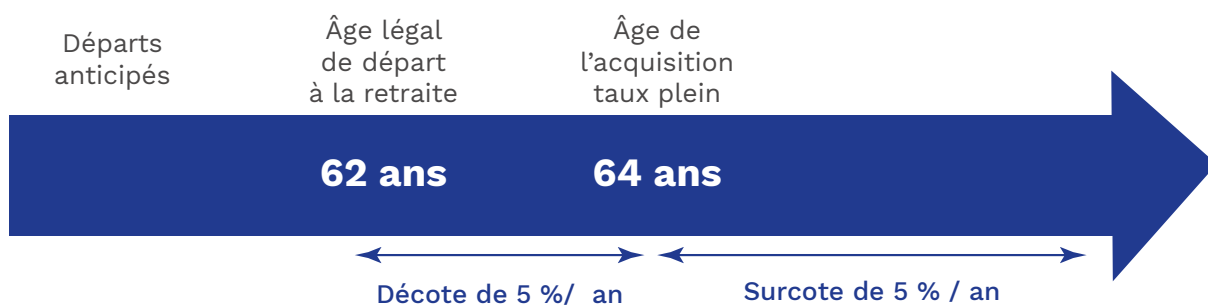 Départs
anticipés
Âge légal
de départ
à la retraite
Âge de
l'acquisition
taux plein
62 ans
64 ans
Décote de 5 %/ an
Surcote de 5 % / an